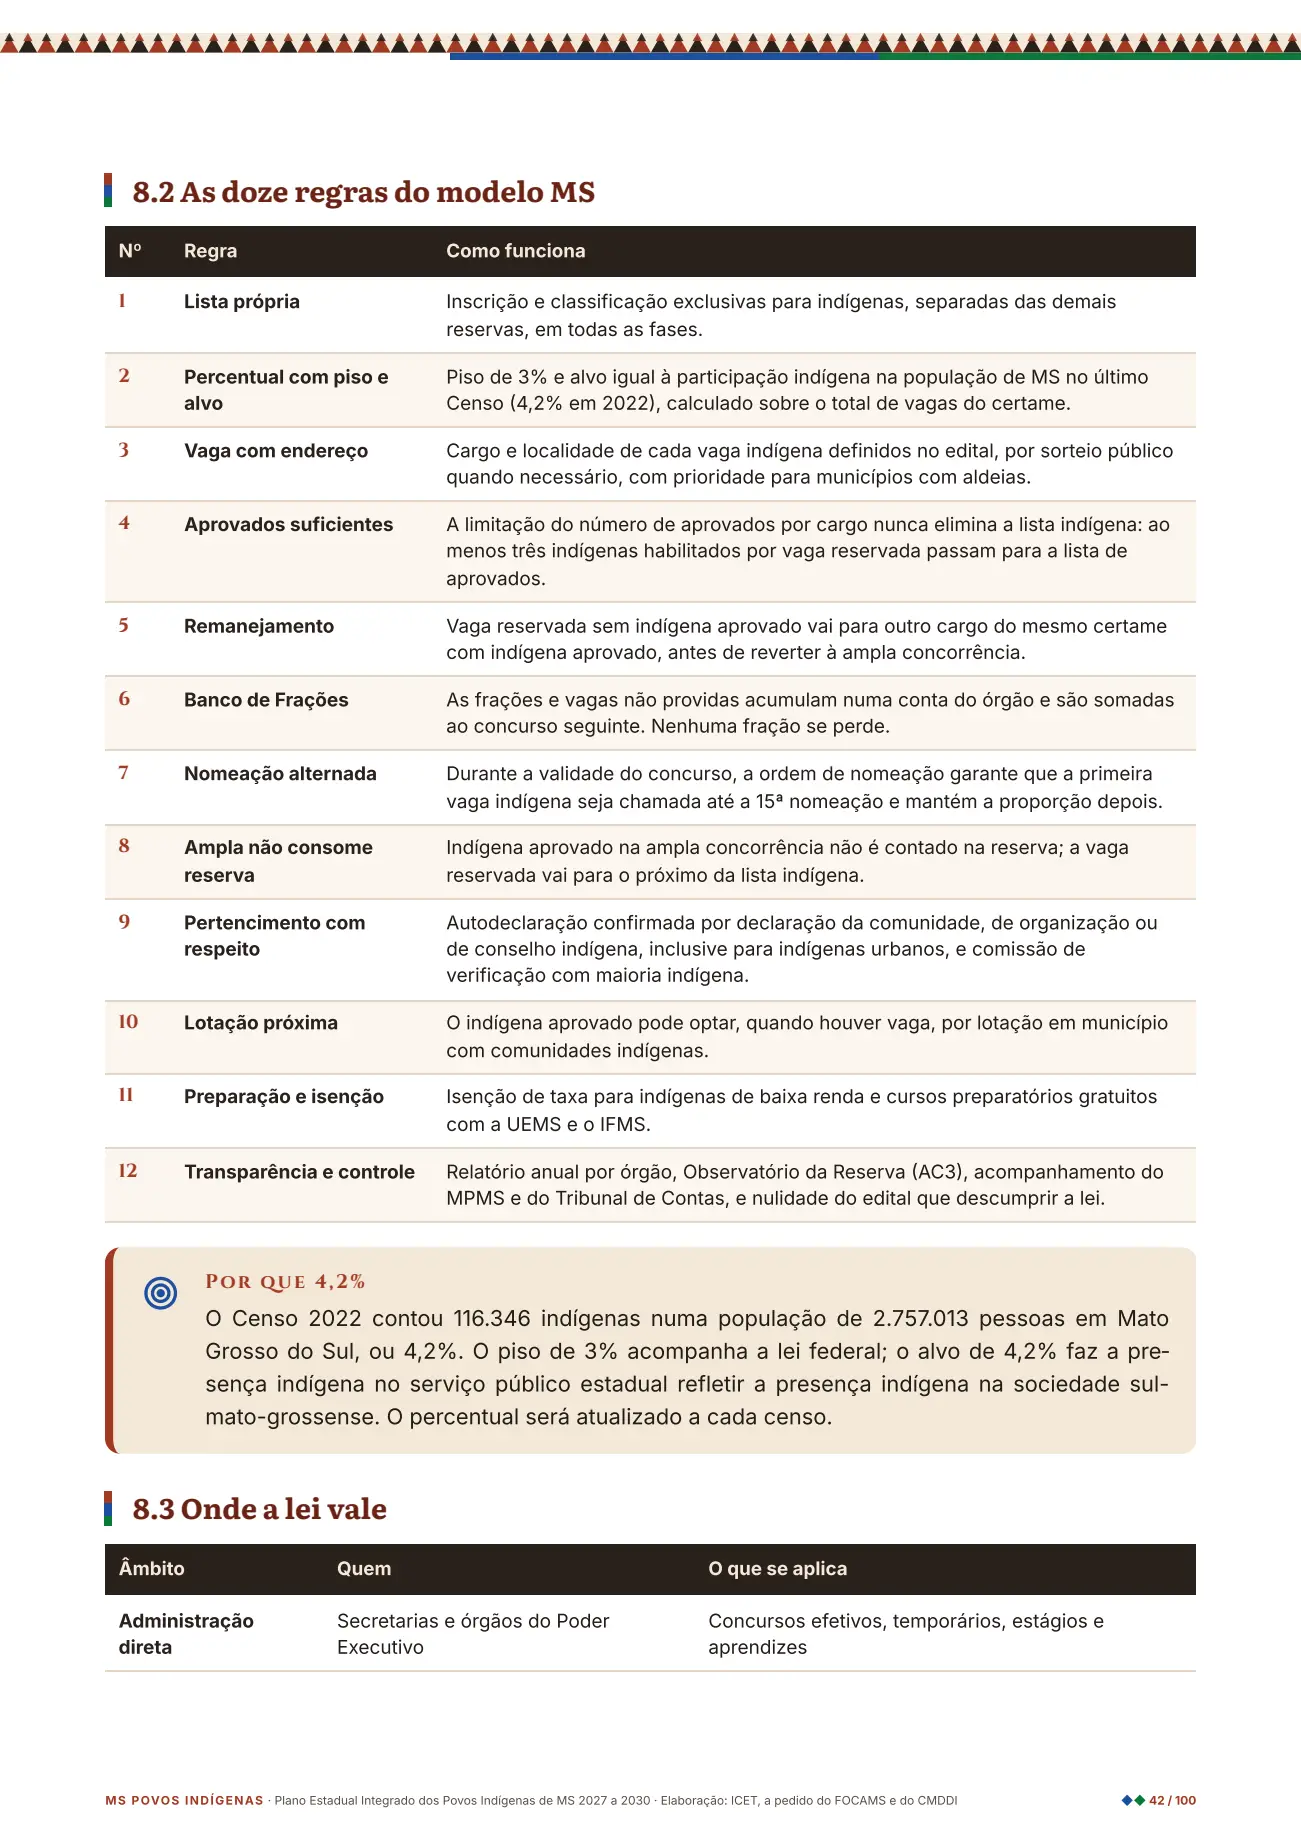 8.2 As doze regras do modelo MS
Nº Regra Como funciona
1 Lista própria Inscrição e classificação exclusivas para indígenas, separadas das demais
reservas, em todas as fases.
2 Percentual com piso e Piso de 3% e alvo igual à participação indígena na população de MS no último
alvo Censo (4,2% em 2022), calculado sobre o total de vagas do certame.
3 Vaga com endereço Cargo e localidade de cada vaga indígena definidos no edital, por sorteio público
quando necessário, com prioridade para municípios com aldeias.
4 Aprovados suficientes A limitação do número de aprovados por cargo nunca elimina a lista indígena: ao
menos três indígenas habilitados por vaga reservada passam para a lista de
aprovados.
5 Remanejamento Vaga reservada sem indígena aprovado vai para outro cargo do mesmo certame
com indígena aprovado, antes de reverter à ampla concorrência.
6 Banco de Frações As frações e vagas não providas acumulam numa conta do órgão e são somadas
ao concurso seguinte. Nenhuma fração se perde.
7 Nomeação alternada Durante a validade do concurso, a ordem de nomeação garante que a primeira
vaga indígena seja chamada até a 15ª nomeação e mantém a proporção depois.
8 Ampla não consome Indígena aprovado na ampla concorrência não é contado na reserva; a vaga
reserva reservada vai para o próximo da lista indígena.
9 Pertencimento com Autodeclaração confirmada por declaração da comunidade, de organização ou
respeito de conselho indígena, inclusive para indígenas urbanos, e comissão de
verificação com maioria indígena.
10 Lotação próxima O indígena aprovado pode optar, quando houver vaga, por lotação em município
com comunidades indígenas.
11 Preparação e isenção Isenção de taxa para indígenas de baixa renda e cursos preparatórios gratuitos
com a UEMS e o IFMS.
12 Transparência e controle Relatório anual por órgão, Observatório da Reserva (AC3), acompanhamento do
MPMS e do Tribunal de Contas, e nulidade do edital que descumprir a lei.
Por que 4,2%
O Censo 2022 contou 116.346 indígenas numa população de 2.757.013 pessoas em Mato
Grosso do Sul, ou 4,2%. O piso de 3% acompanha a lei federal; o alvo de 4,2% faz a pre-
sença indígena no serviço público estadual refletir a presença indígena na sociedade sul-
mato-grossense. O percentual será atualizado a cada censo.
8.3 Onde a lei vale
Âmbito Quem O que se aplica
Administração Secretarias e órgãos do Poder Concursos efetivos, temporários, estágios e
direta Executivo aprendizes
MS POVOS INDÍGENAS · Plano Estadual Integrado dos Povos Indígenas de MS 2027 a 2030 · Elaboração: ICET, a pedido do FOCAMS e do CMDDI 42 / 100